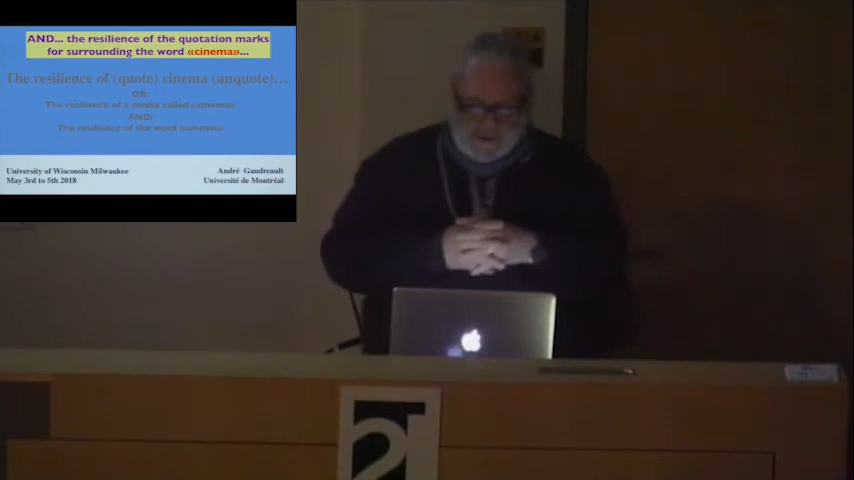 AND... the resilience of the quotation marks
for surrounding the word «cinema»...
The resilience of (quote) cinema (unquote)...
OR:
The resilience of a media called
AND:
The resilience of the word
University of Wisconsin Milwaukee
André Gaudreault
May 3rd to 5th 2018
Université de Montréal
21